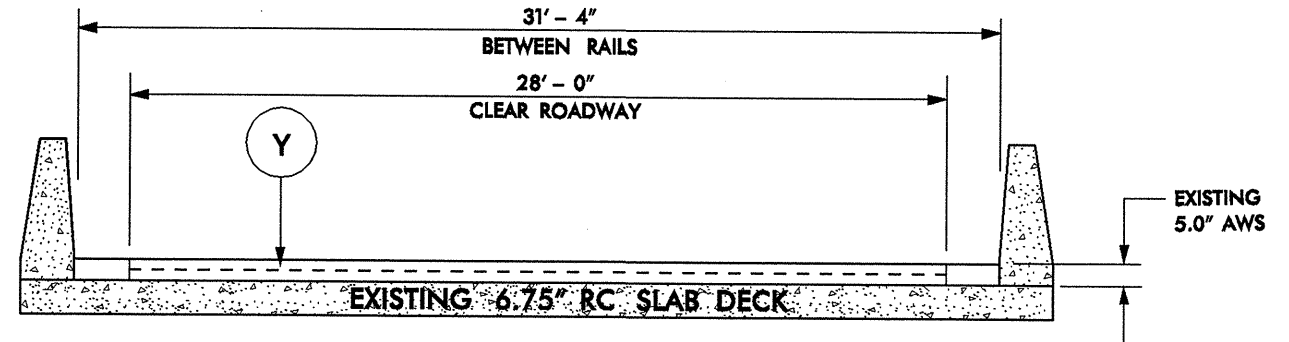 31' – 4"
BETWEEN RAILS
28' – 0"
CLEAR ROADWAY
Y
EXISTING
5.0" AWS
EXISTING 6.75" RC SLAB DECK